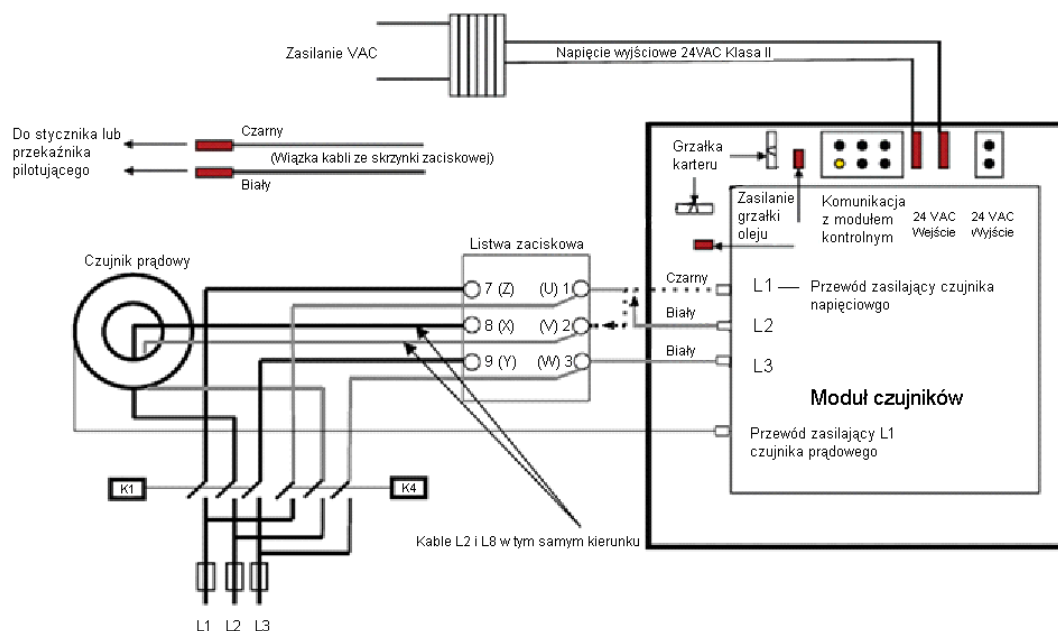 Zasilanie VAC
Napięcie wyjściowe 24VAC Klasa II
Do stycznika lub
przekaźnika
pilotującego
Czarny
(Wiązka kabli ze skrzynki zaciskowej)
Biały
Grzałka
karteru
Zasilanie
grzałki
oleju
Komunikacja
z modułem
kontrolnym
24 VAC
Wejście
24 VAC
Wyjście
Czujnik prądowy
Listwa zaciskowa
7 (Z) (U) 1
8 (X) (V) 2
9 (Y) (W) 3
Czarny
Biały
Biały
L1
Przewód zasilający czujnika
napięciowgo
L2
L3
Moduł czujników
Przewód zasilający L1
czujnika prądowego
K1
K4
Kable L2 i L8 w tym samym kierunku
L1 L2 L3